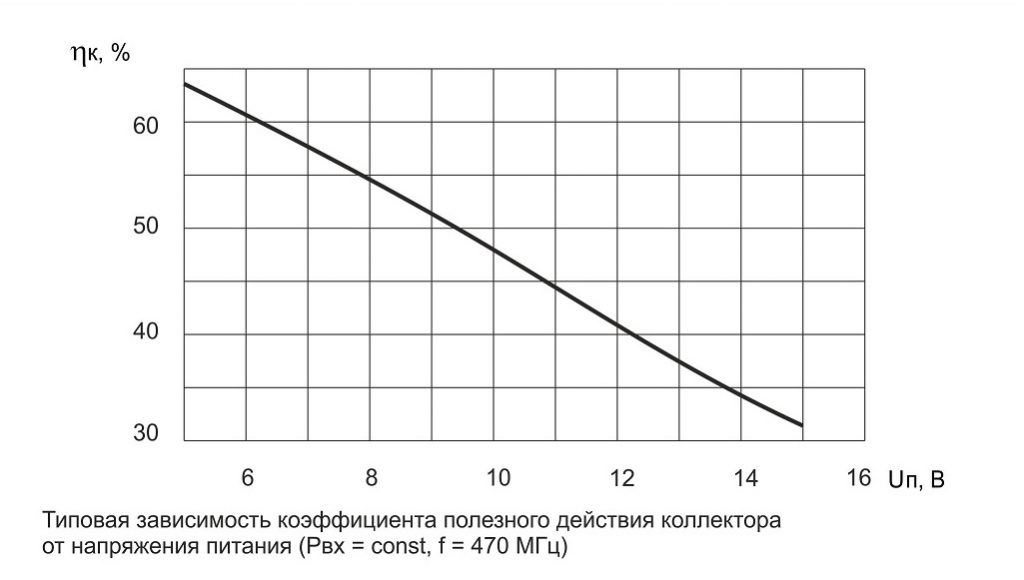 ηк, %
60
50
40
30
6 8 10 12 14 16 Uп, В
Типовая зависимость коэффициента полезного действия коллектора
от напряжения питания (Рвх = const, f = 470 МГц)